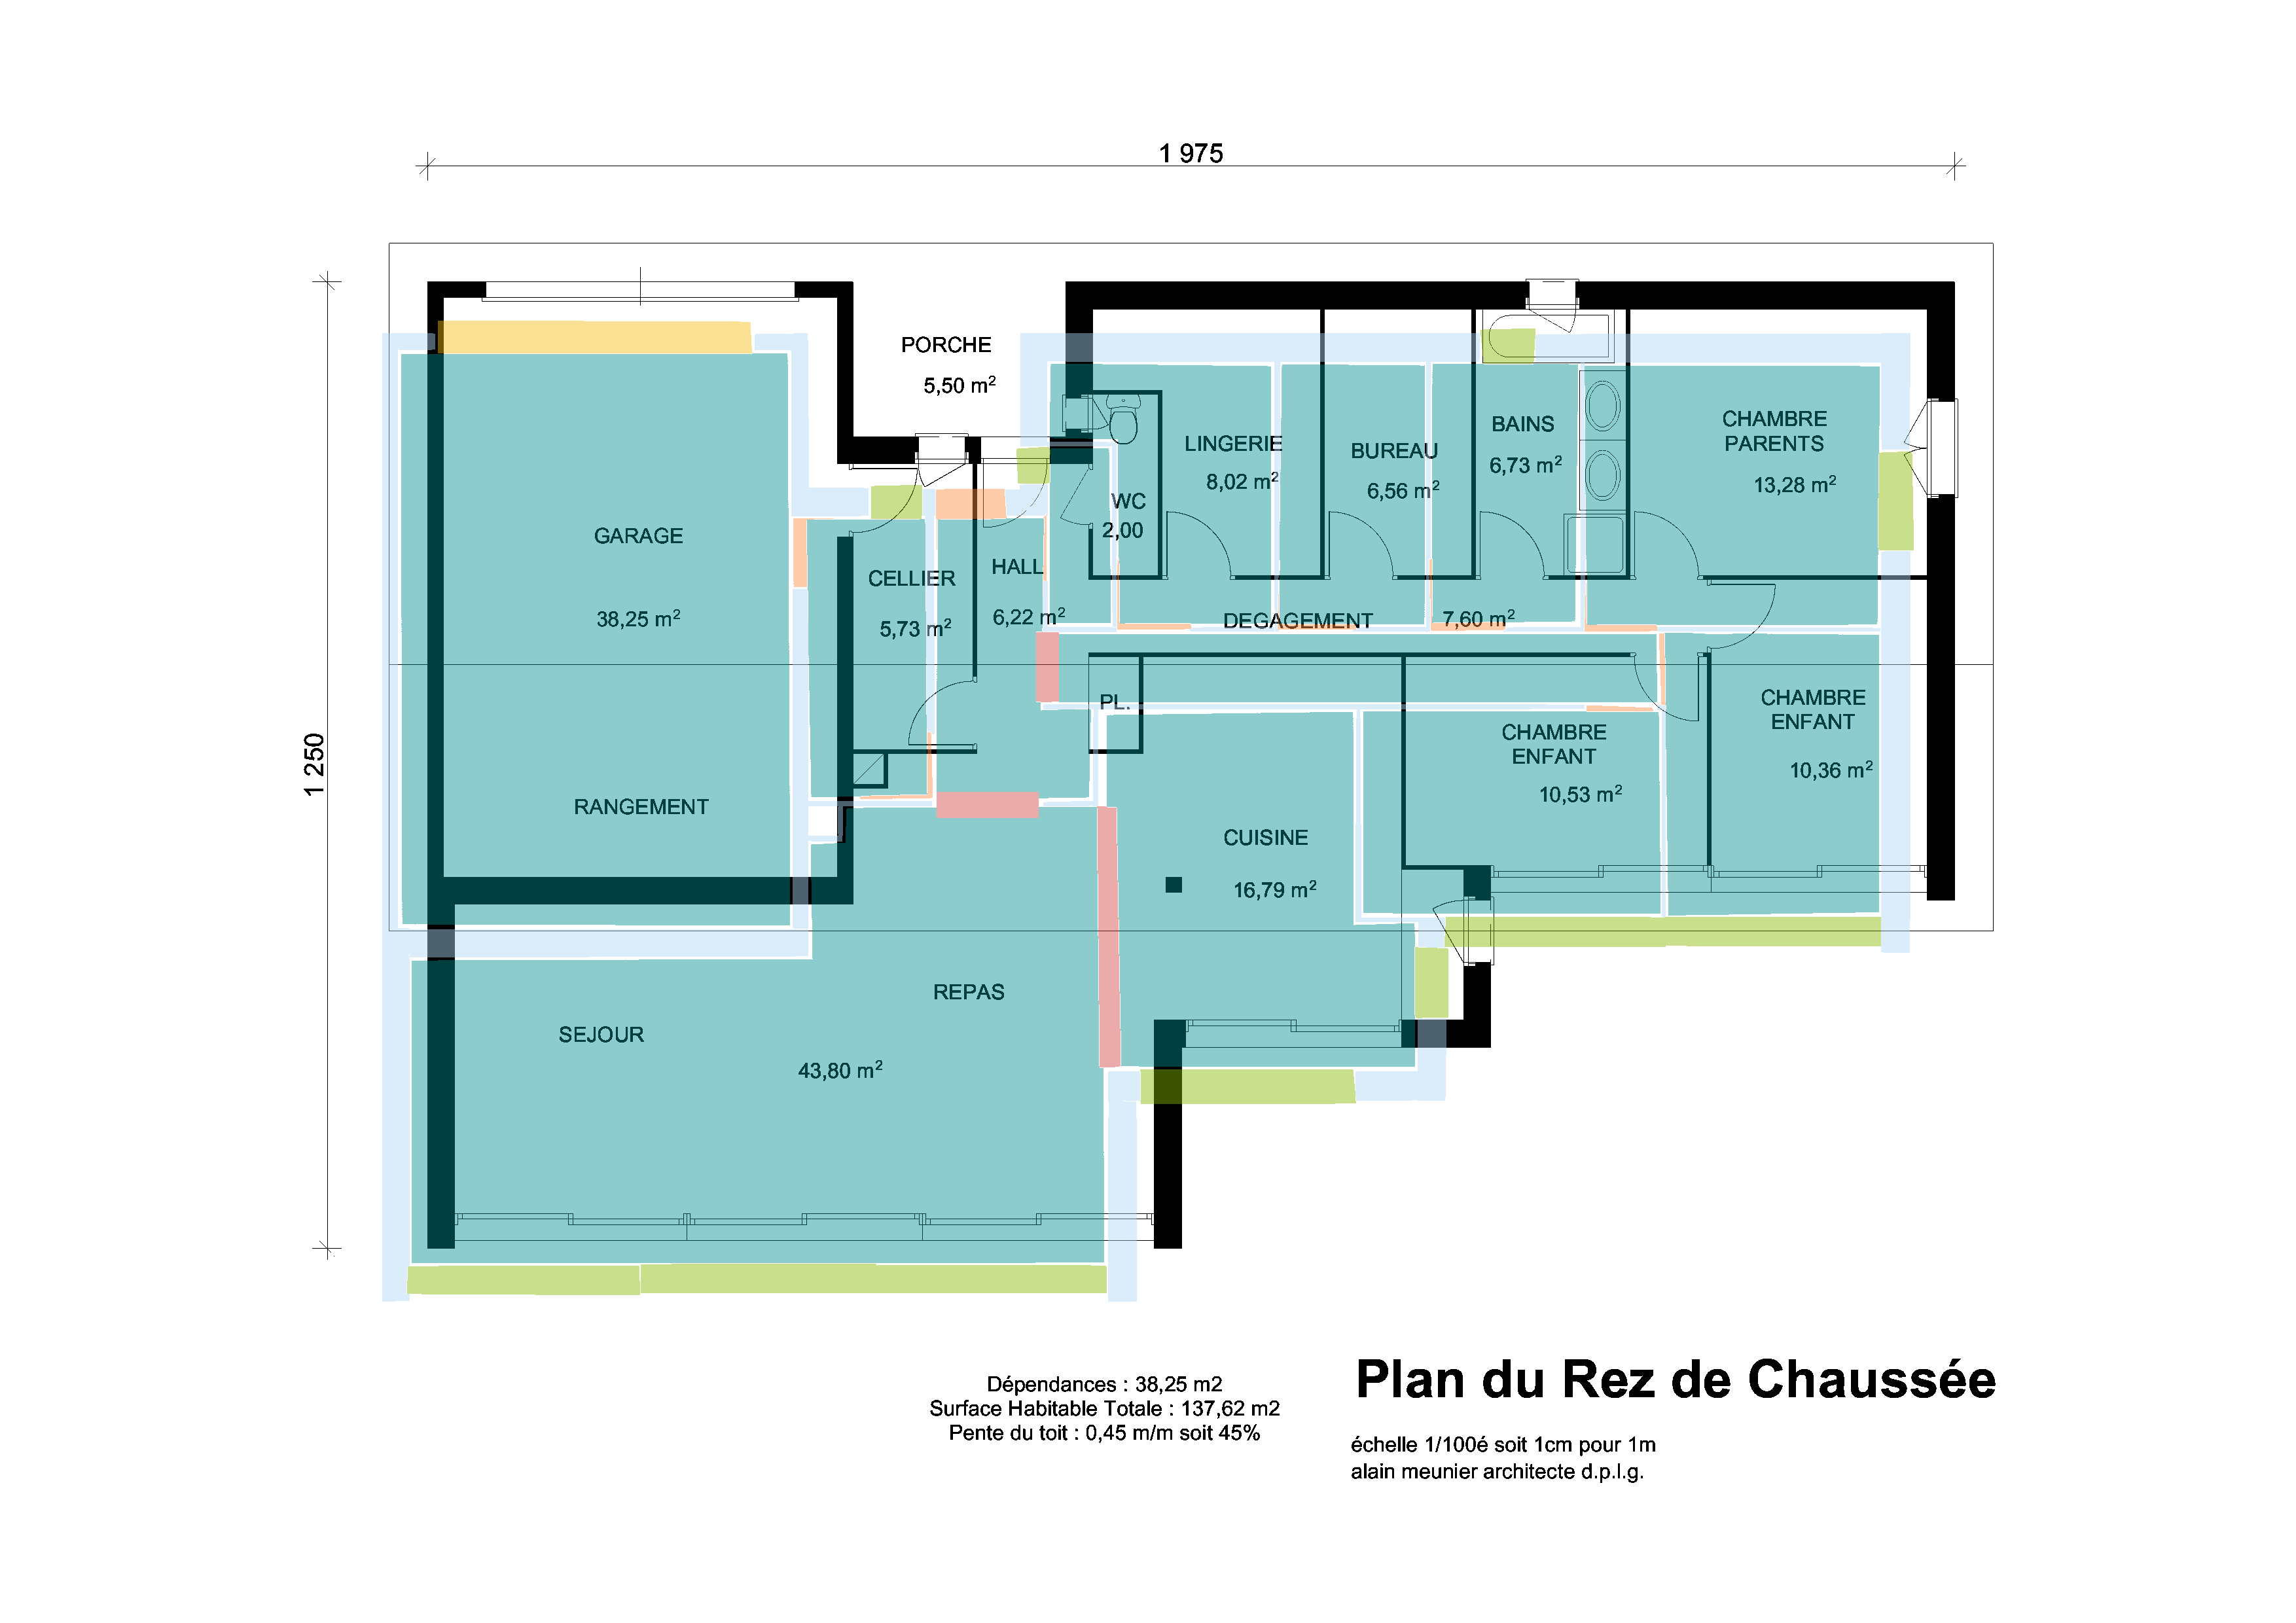 1 975
PORCHE
5,50 m²
GARAGE
38,25 m²
RANGEMENT
CELLIER
5,73 m²
HALL
6,22 m²
WC
2,00
LINGERIE
8,02 m²
BUREAU
6,56 m²
BAINS
6,73 m²
CHAMBRE
PARENTS
13,28 m²
DEGAGEMENT 7,60 m²
PL.
CHAMBRE
ENFANT
10,53 m²
CHAMBRE
ENFANT
10,36 m²
CUISINE
16,79 m²
1 250
REPAS
SEJOUR
43,80 m²
Dépendances : 38,25 m2
Surface Habitable Totale : 137,62 m2
Pente du toit : 0,45 m/m soit 45%
Plan du Rez de Chaussée
échelle 1/100é soit 1cm pour 1m
alain meunier architecte d.p.l.g.